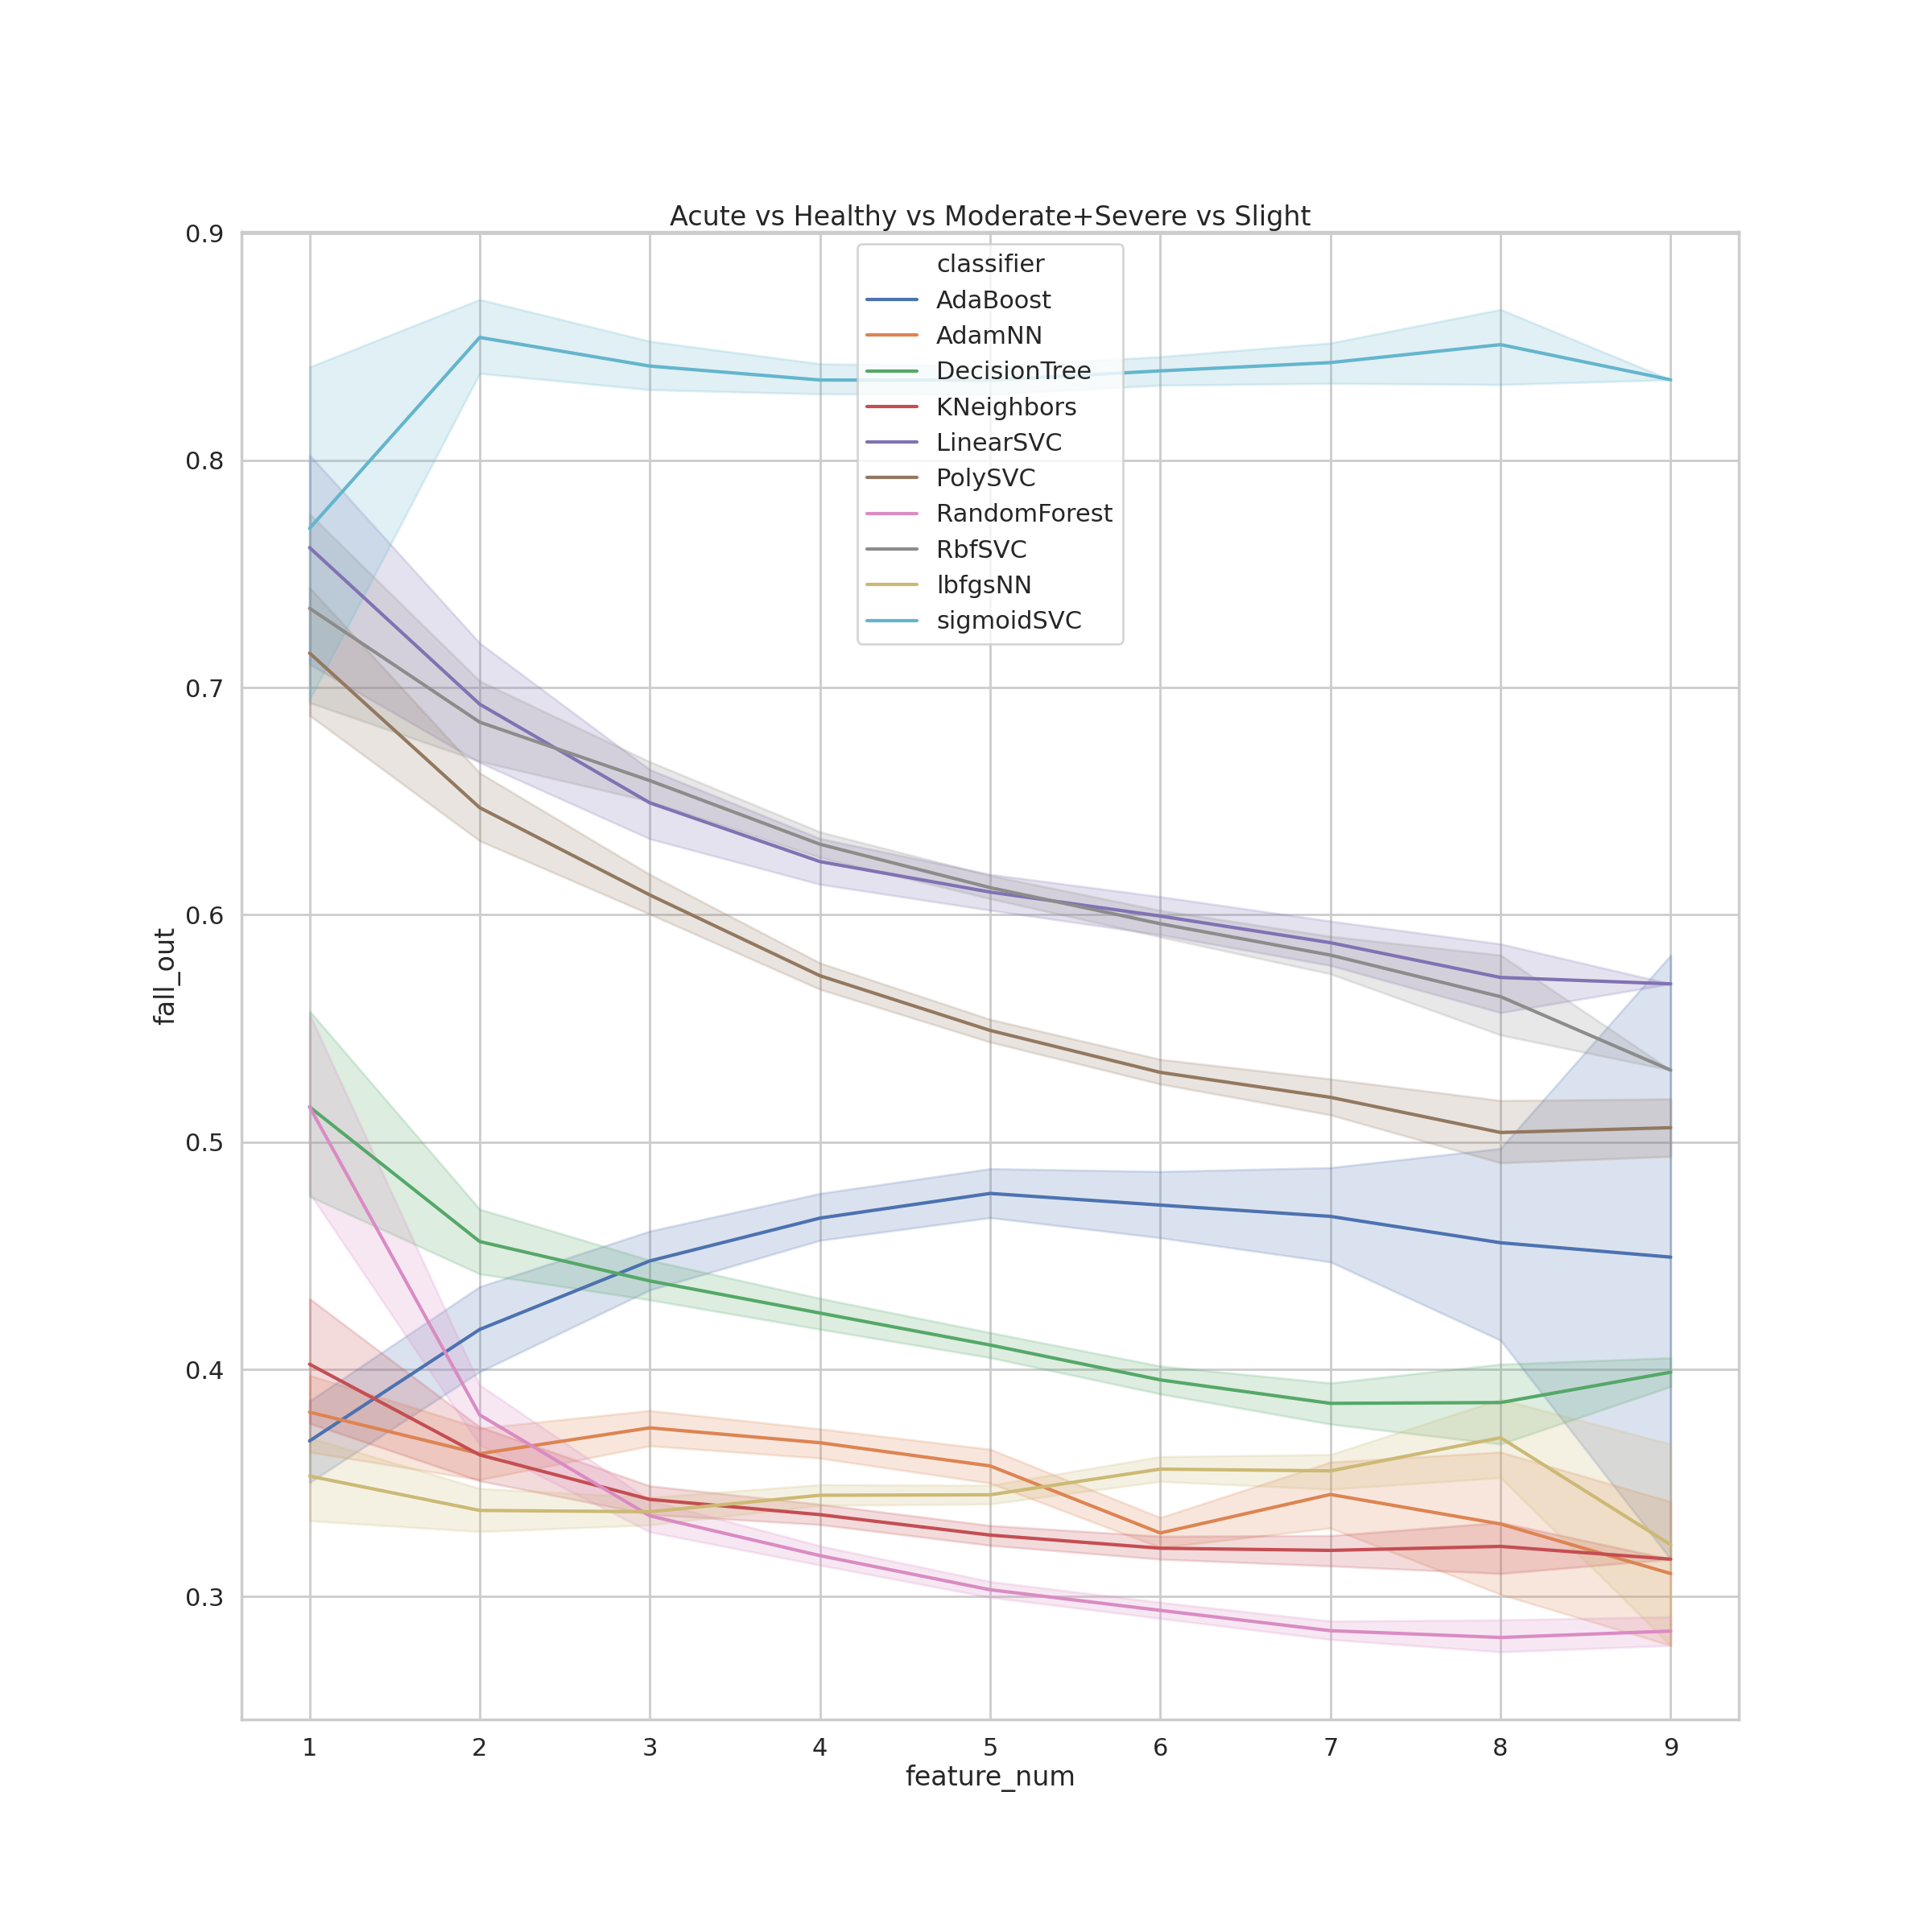 Acute vs Healthy vs Moderate+Severe vs Slight
classifier
AdaBoost
AdamNN
DecisionTree
KNeighbors
LinearSVC
PolySVC
RandomForest
RbfSVC
lbfgsNN
sigmoidSVC
fall_out
0.9
0.8
0.7
0.6
0.5
0.4
0.3
1 2 3 4 5 6 7 8 9
feature_num